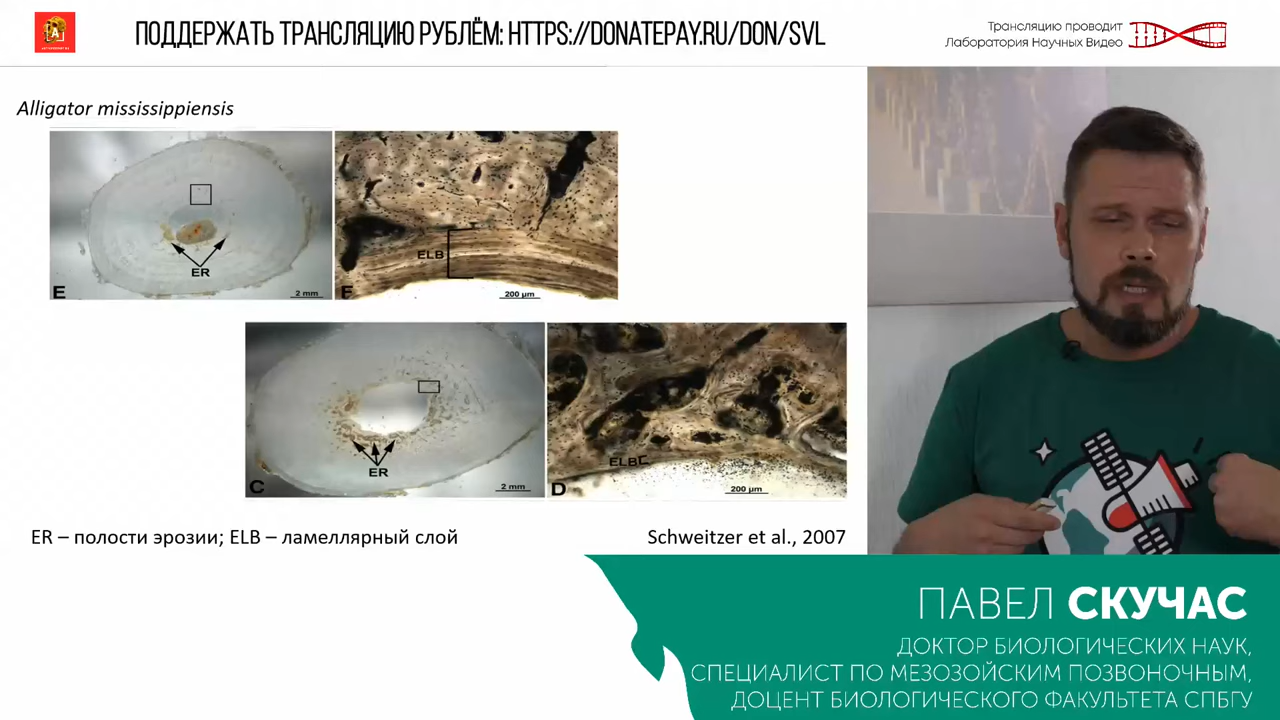 ПОДДЕРЖАТЬ ТРАНСЛЯЦИЮ РУБЛЁМ: HTTPS://DONATEPAY.RU/DON/SVL
Трансляцию проводит
Лаборатория Научных Видео
Alligator mississippiensis
ER
E
2 mm
ELB
F
200 µm
ER
C
2 mm
ELB
D
200 µm
ER – полости эрозии; ELB – ламеллярный слой
Schweitzer et al., 2007
ПАВЕЛ СКУЧАС
ДОКТОР БИОЛОГИЧЕСКИХ НАУК,
СПЕЦИАЛИСТ ПО МЕЗОЗОЙСКИМ ПОЗВОНОЧНЫМ,
ДОЦЕНТ БИОЛОГИЧЕСКОГО ФАКУЛЬТЕТА СПБГУ